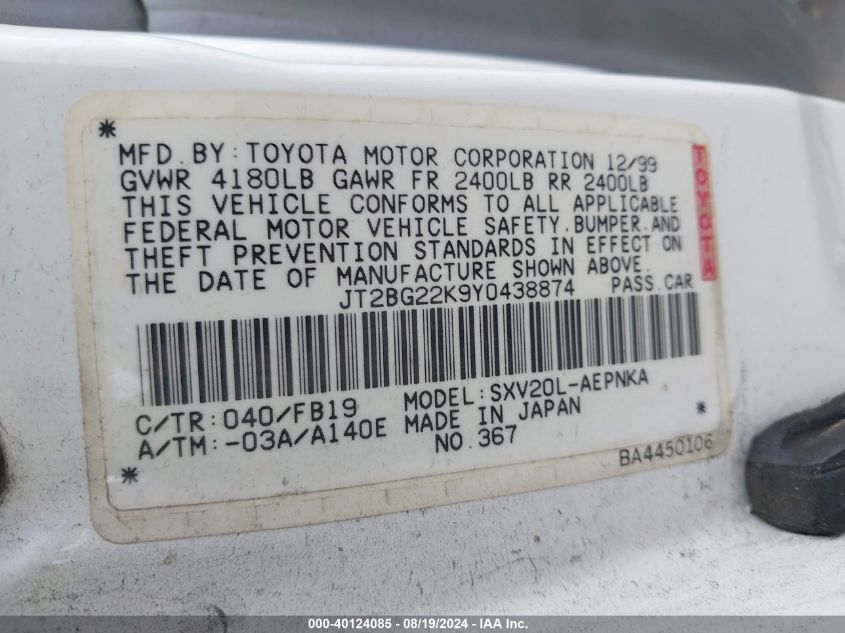 MFD.BY:TOYOTA MOTOR CORPORATION 12/99
GVWR 4180LB GAWR FR 2400LB RR 2400LB
THIS VEHICLE CONFORMS TO ALL APPLICABLE
FEDERAL MOTOR VEHICLE SAFETY.BUMPER.AND
THEFT PREVENTION STANDARDS IN EFFECT ON
THE DATE OF MANUFACTURE SHOWN ABOVE.
TOYOTA
JT2BG22K9Y0438874 PASS.CAR
C/TR:040/FB19 MODEL:SXV20L-AEPNKA
A/TM:-03A/A140E MADE IN JAPAN
NO.367
BA4450106
000-40124085 - 08/19/2024 - IAA Inc.